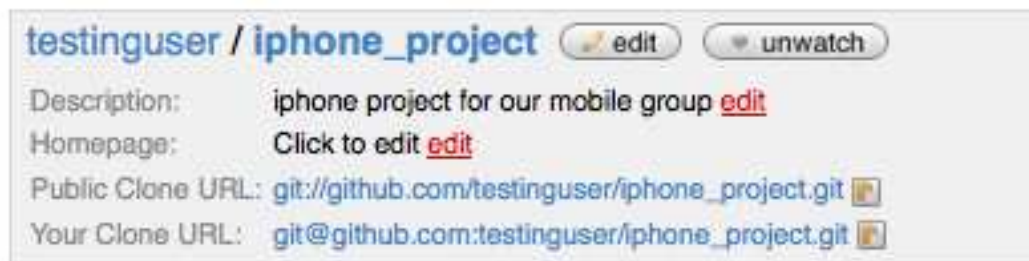 testinguser / iphone_project edit unwatch
Description: iphone project for our mobile group edit
Homepage: Click to edit edit
Public Clone URL: git://github.com/testinguser/iphone_project.git
Your Clone URL: git@github.com:testinguser/iphone_project.git